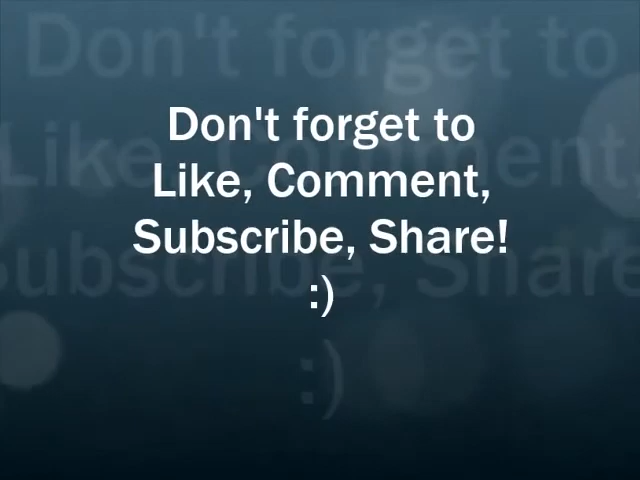 Don't forget to
Like, Comment,
Subscribe, Share!
:)